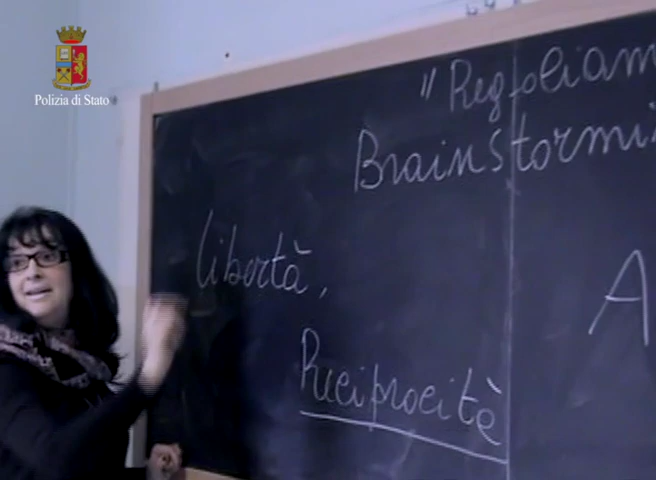 Polizia di Stato
" Regoliam
Brainstormi
libertà,
A
Reciprocità